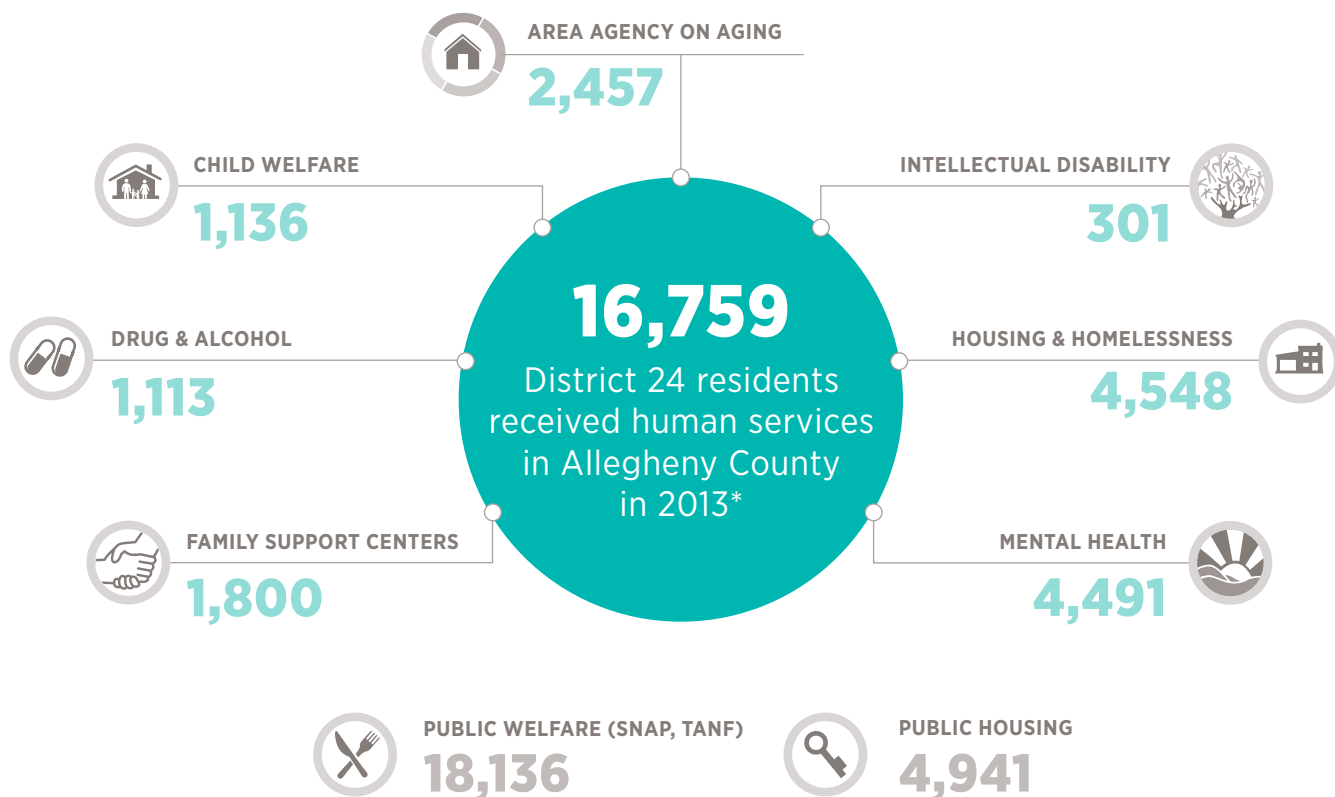 AREA AGENCY ON AGING
2,457
CHILD WELFARE
1,136
INTELLECTUAL DISABILITY
301
16,759
District 24 residents
received human services
in Allegheny County
in 2013*
DRUG & ALCOHOL
1,113
HOUSING & HOMELESSNESS
4,548
FAMILY SUPPORT CENTERS
1,800
MENTAL HEALTH
4,491
PUBLIC WELFARE (SNAP, TANF)
18,136
PUBLIC HOUSING
4,941